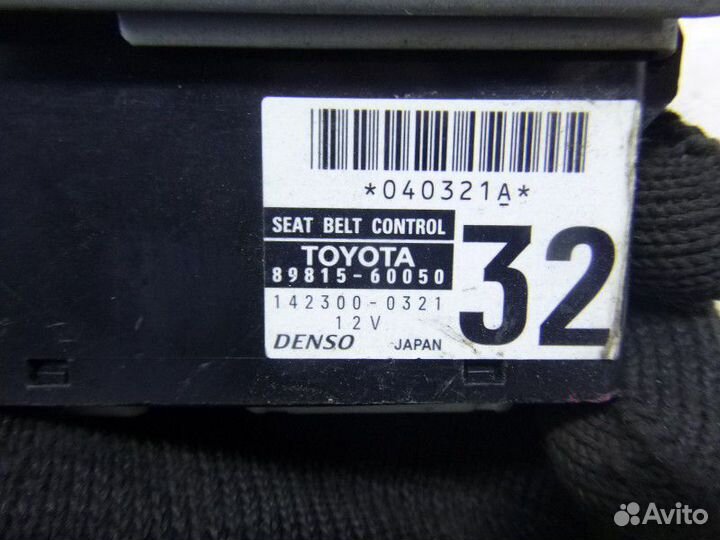 *040321A*
SEAT BELT CONTROL
TOYOTA
89815-60050
142300-0321
12V
DENSO JAPAN
32
Avito